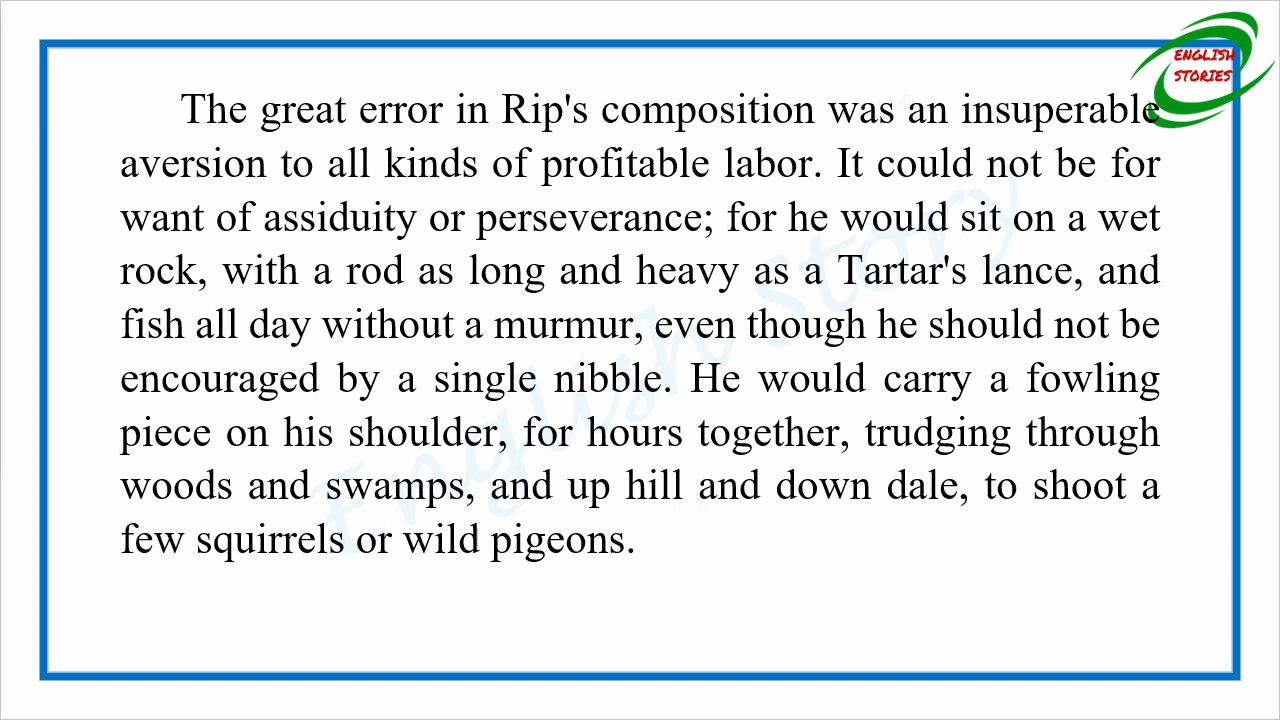 ENGLISH
STORIES
The great error in Rip's composition was an insuperable
aversion to all kinds of profitable labor. It could not be for
want of assiduity or perseverance; for he would sit on a wet
rock, with a rod as long and heavy as a Tartar's lance, and
fish all day without a murmur, even though he should not be
encouraged by a single nibble. He would carry a fowling
piece on his shoulder, for hours together, trudging through
woods and swamps, and up hill and down dale, to shoot a
few squirrels or wild pigeons.
English Story